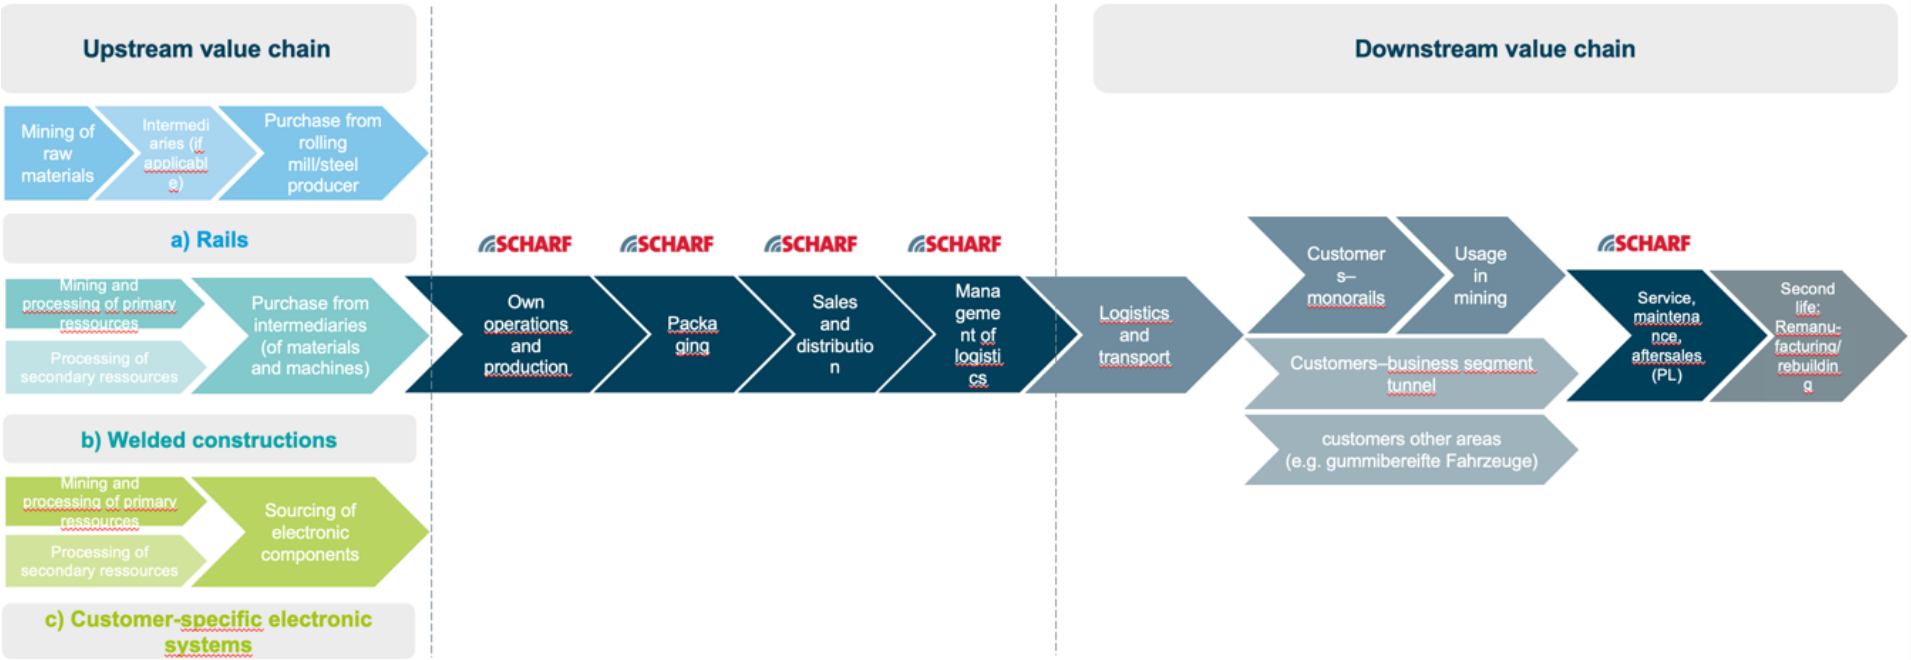 Upstream value chain
Downstream value chain
Mining of
raw
materials
Intermedi
aries (if
applicabl
e)
Purchase from
rolling
mill/steel
producer
a) Rails
Mining and
processing of primary
ressources
Processing of
secondary ressources
Purchase from
intermediaries
(of materials
and machines)
b) Welded constructions
Mining and
processing of primary
ressources
Processing of
secondary ressources
Sourcing of
electronic
components
c) Customer-specific electronic
systems
SCHARF
Own
operations
and
production
SCHARF
Packa
ging
SCHARF
Sales
and
distributio
n
SCHARF
Mana
geme
nt of
logisti
cs
Logistics
and
transport
Customer
s–
monorails
Usage
in
mining
Customers–business segment
tunnel
customers other areas
(e.g. gummibereifte Fahrzeuge)
SCHARF
Service,
maintena
nce,
aftersales
(PL)
Second
life:
Remanu-
facturing/
rebuildin
g